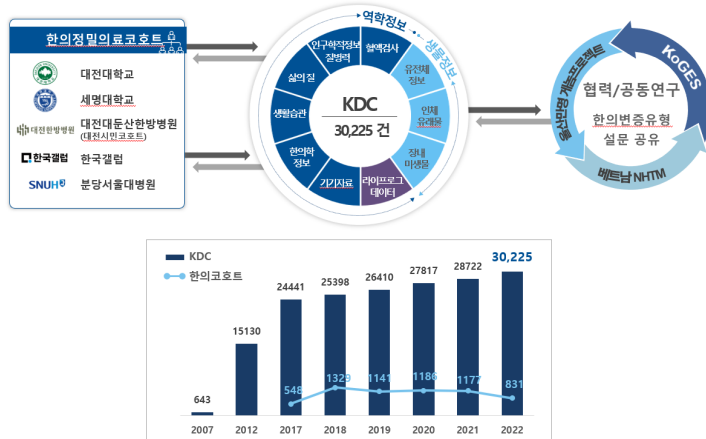 한의정밀의료코호트
대전대학교
세명대학교
대전한방병원
대전대둔산한방병원
(대전시민코호트)
한국갤럽
한국갤럽
SNUH
분당서울대병원
역학정보
생물정보
인구학적정보
질병력
혈액검사
유전체
정보
인체
유래물
장내
미생물
라이프로그
데이터
기기자료
한의학
정보
생활습관
삶의 질
KDC
30,225 건
KoGES
베트남 NHTM
협력/공동연구
한의변증유형
설문 공유
KDC
한의코호트
643
15130
24441
25398
26410
27817
28722
30,225
548
1329
1141
1186
1177
831
2007 2012 2017 2018 2019 2020 2021 2022